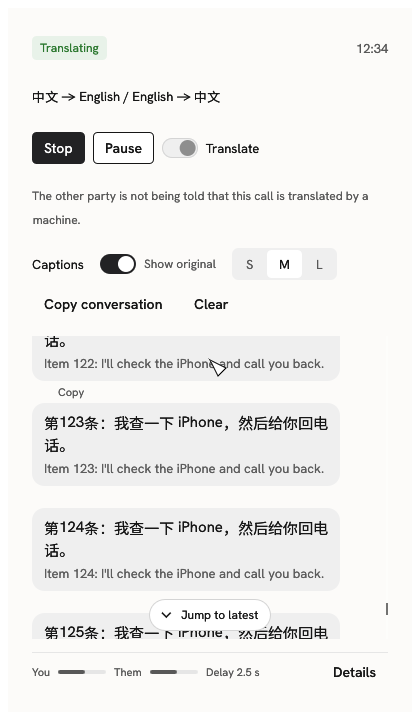 Translating
12:34
中文 → English / English → 中文
Stop
Pause
Translate
The other party is not being told that this call is translated by a
machine.
Captions
Show original
S
M
L
Copy conversation
Clear
话。
Item 122: I'll check the iPhone and call you back.
Copy
第123条：我查一下 iPhone，然后给你回电
话。
Item 123: I'll check the iPhone and call you back.
第124条：我查一下 iPhone，然后给你回电
话。
Item 124: I'll check the iPhone and call you back.
Jump to latest
第125条：我查一下 iPhone，然后给你回电
You
Them
Delay 2.5 s
Details